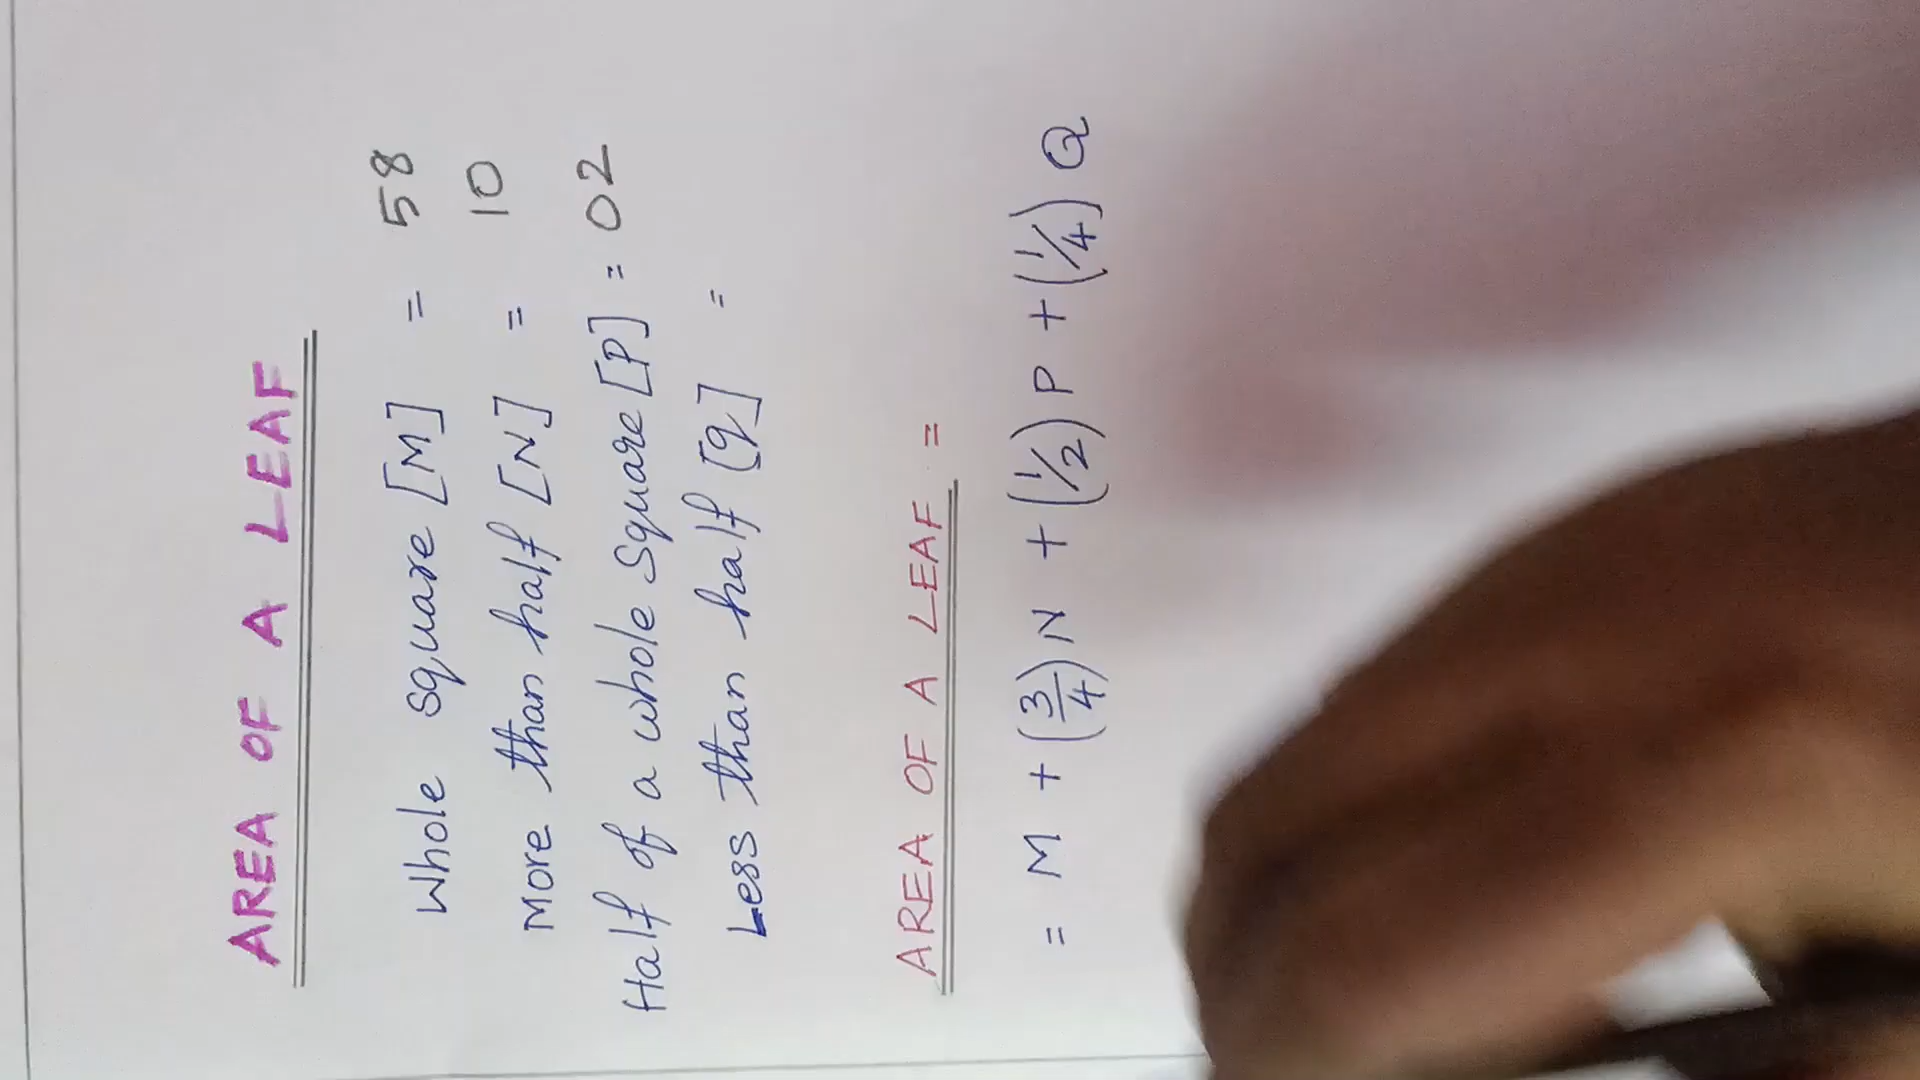 AREA OF A LEAF
Whole square [M] = 58
More than half [N] = 10
Half of a whole square [P] = 02
Less than half [q] =
AREA OF A LEAF =
= M + (3/4) N + (1/2) P + (1/4) Q